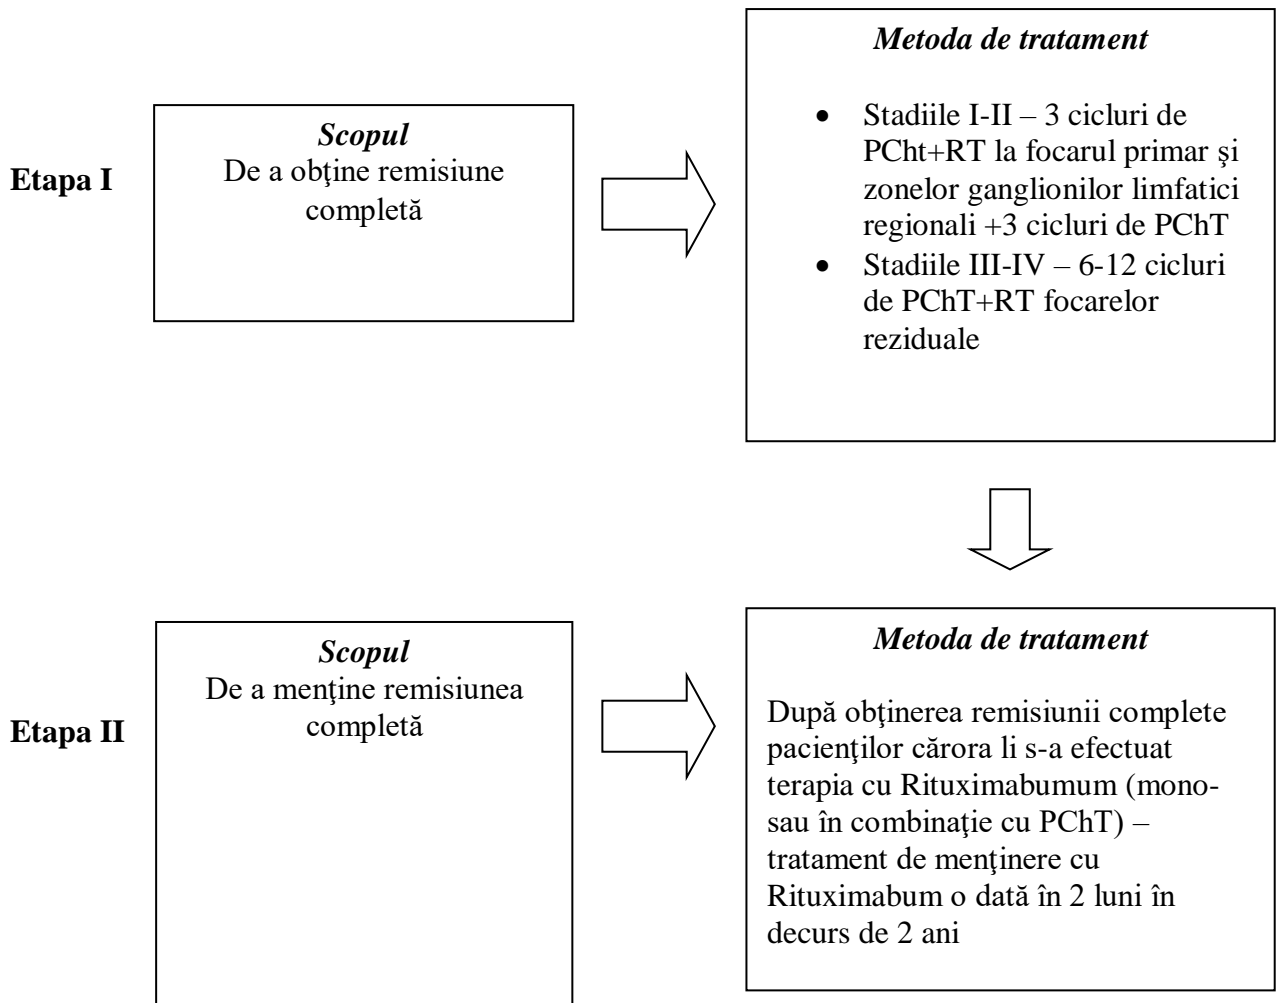 Etapa I
Scopul
De a obţine remisiune
completă
Metoda de tratament
• Stadiile I-II – 3 cicluri de
PCht+RT la focarul primar şi
zonelor ganglionilor limfatici
regionali +3 cicluri de PChT
• Stadiile III-IV – 6-12 cicluri
de PChT+RT focarelor
reziduale
Etapa II
Scopul
De a menţine remisiunea
completă
Metoda de tratament
După obţinerea remisiunii complete
pacienţilor cărora li s-a efectuat
terapia cu Rituximabumum (mono-
sau în combinaţie cu PChT) –
tratament de menţinere cu
Rituximabum o dată în 2 luni în
decurs de 2 ani